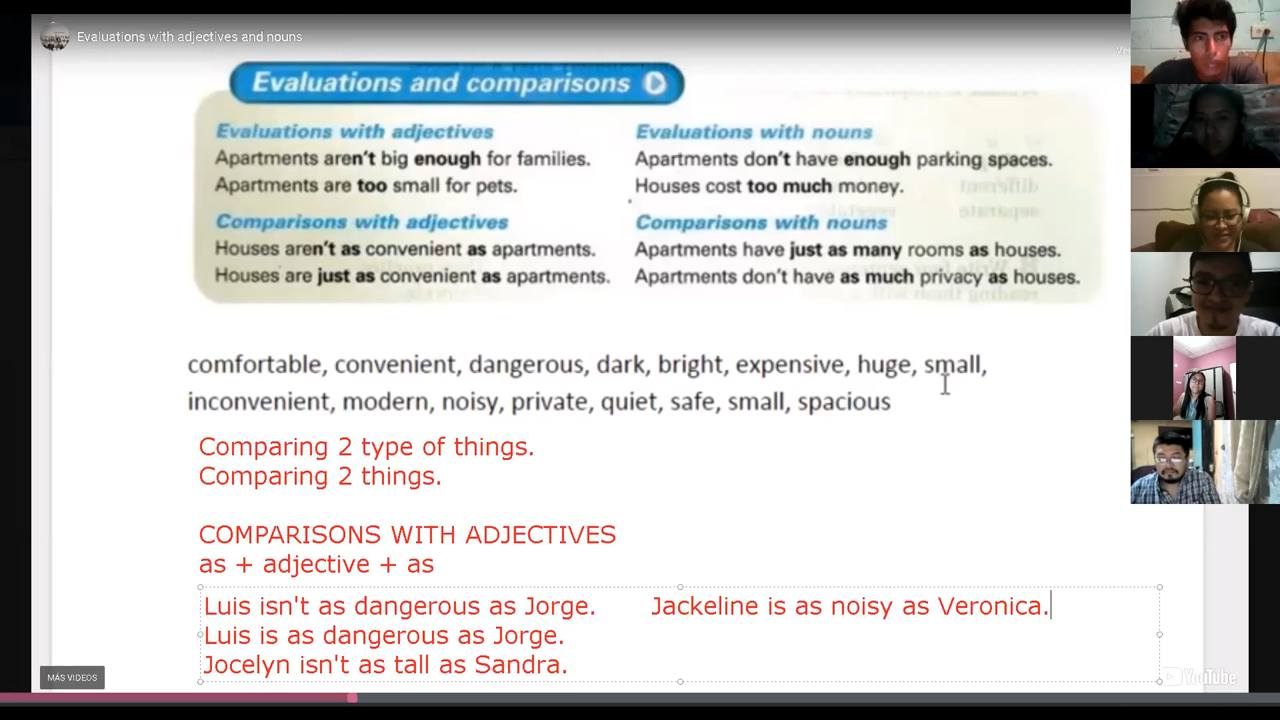 Evaluations with adjectives and nouns
Evaluations and comparisons
Evaluations with adjectives
Apartments aren't big enough for families.
Apartments are too small for pets.
Evaluations with nouns
Apartments don't have enough parking spaces.
Houses cost too much money.
Comparisons with adjectives
Houses aren't as convenient as apartments.
Houses are just as convenient as apartments.
Comparisons with nouns
Apartments have just as many rooms as houses.
Apartments don't have as much privacy as houses.
comfortable, convenient, dangerous, dark, bright, expensive, huge, small,
inconvenient, modern, noisy, private, quiet, safe, small, spacious
Comparing 2 type of things.
Comparing 2 things.
COMPARISONS WITH ADJECTIVES
as + adjective + as
Luis isn't as dangerous as Jorge. Jackeline is as noisy as Veronica.
Luis is as dangerous as Jorge.
Jocelyn isn't as tall as Sandra.
MÁS VIDEOS
YouTube